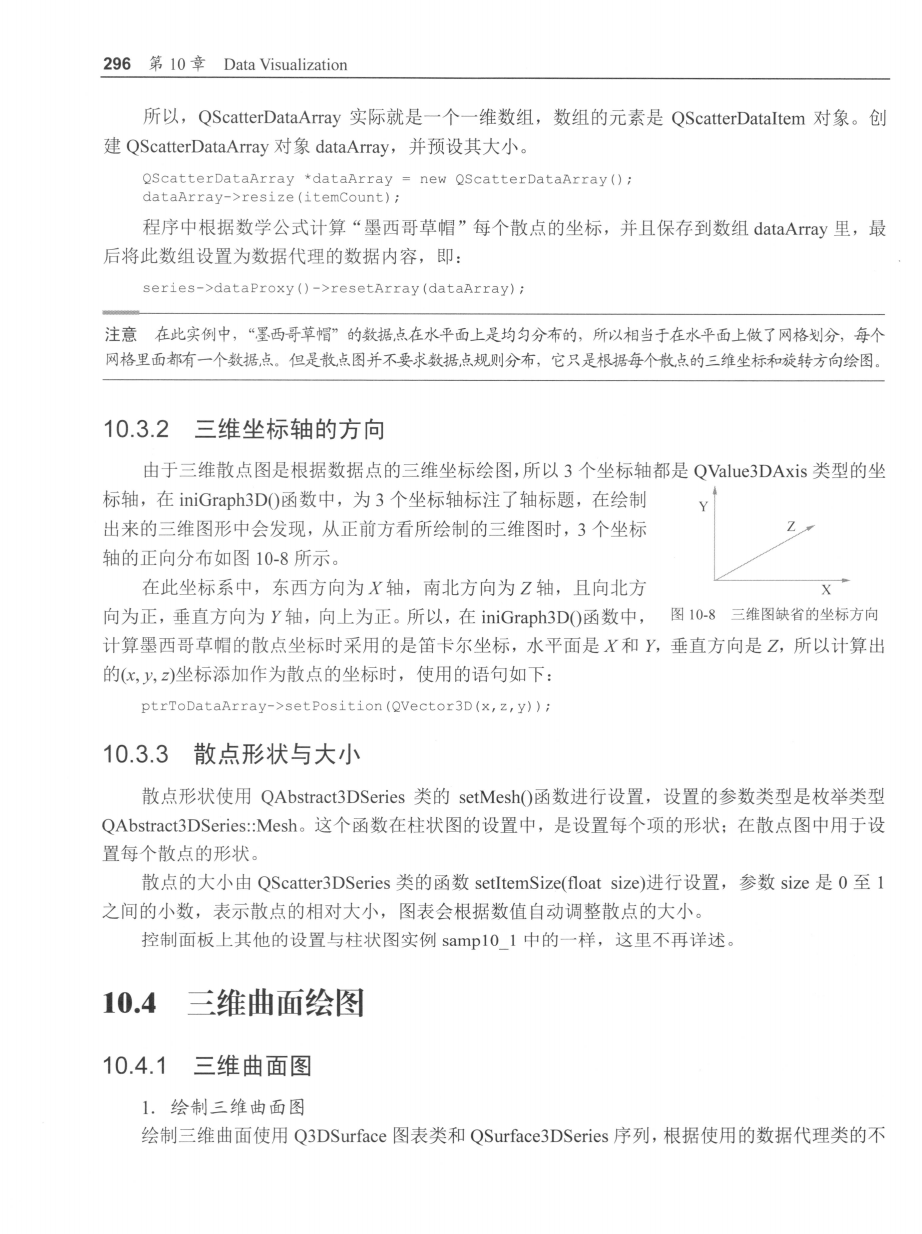 296 第 10 章 Data Visualization
所以，QScatterDataArray 实际就是一个一维数组，数组的元素是 QScatterDataItem 对象。创
建 QScatterDataArray 对象 dataArray，并预设其大小。
QScatterDataArray *dataArray = new QScatterDataArray();
dataArray->resize(itemCount);
程序中根据数学公式计算“墨西哥草帽”每个散点的坐标，并且保存到数组 dataArray 里，最
后将此数组设置为数据代理的数据内容，即：
series->dataProxy()->resetArray(dataArray);
注意 在此实例中，“墨西哥草帽”的数据点在水平面上是均匀分布的，所以相当于在水平面上做了网格划分，每个
网格里面都有一个数据点。但是散点图并不要求数据点规则分布，它只是根据每个散点的三维坐标和旋转方向绘图。
10.3.2 三维坐标轴的方向
由于三维散点图是根据数据点的三维坐标绘图，所以 3 个坐标轴都是 QValue3DAxis 类型的坐
标轴，在 iniGraph3D()函数中，为 3 个坐标轴标注了轴标题，在绘制
出来的三维图形中会发现，从正前方看所绘制的三维图时，3 个坐标
轴的正向分布如图 10-8 所示。
在此坐标系中，东西方向为 X 轴，南北方向为 Z 轴，且向北方
向为正，垂直方向为 Y 轴，向上为正。所以，在 iniGraph3D()函数中，
Y
Z
X
图 10-8 三维图缺省的坐标方向
计算墨西哥草帽的散点坐标时采用的是笛卡尔坐标，水平面是 X 和 Y，垂直方向是 Z，所以计算出
的(x, y, z)坐标添加作为散点的坐标时，使用的语句如下：
ptrToDataArray->setPosition(QVector3D(x,z,y));
10.3.3 散点形状与大小
散点形状使用 QAbstract3DSeries 类的 setMesh()函数进行设置，设置的参数类型是枚举类型
QAbstract3DSeries::Mesh。这个函数在柱状图的设置中，是设置每个项的形状；在散点图中用于设
置每个散点的形状。
散点的大小由 QScatter3DSeries 类的函数 setItemSize(float size)进行设置，参数 size 是 0 至 1
之间的小数，表示散点的相对大小，图表会根据数值自动调整散点的大小。
控制面板上其他的设置与柱状图实例 samp10_1 中的一样，这里不再详述。
10.4 三维曲面绘图
10.4.1 三维曲面图
1．绘制三维曲面图
绘制三维曲面使用 Q3DSurface 图表类和 QSurface3DSeries 序列，根据使用的数据代理类的不